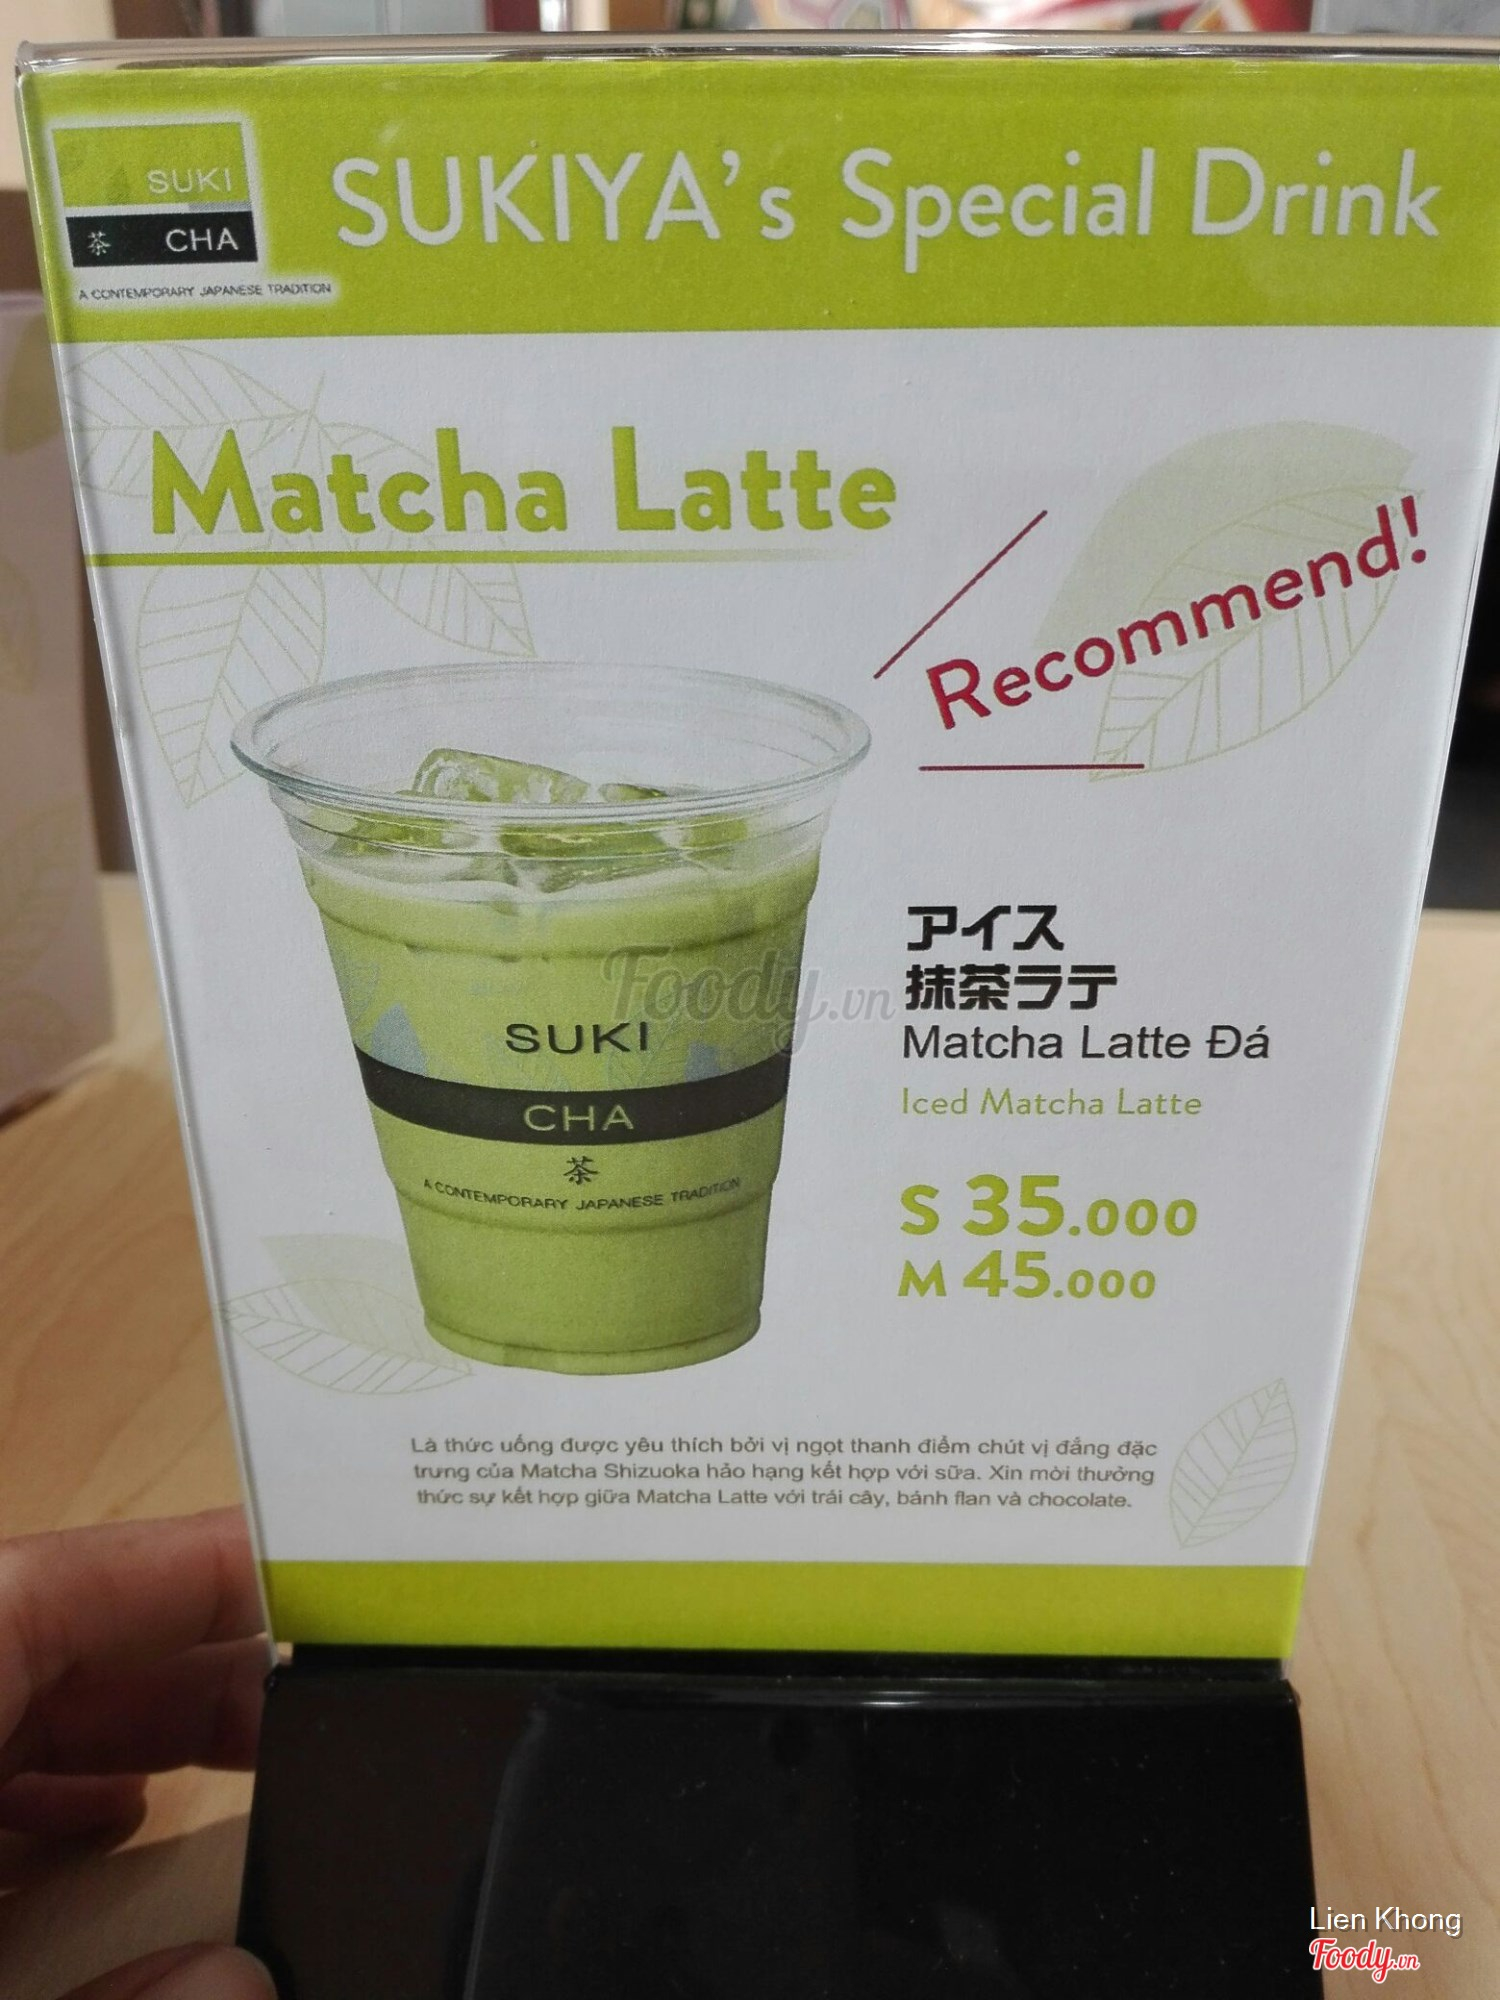 SUKI
茶 CHA
A CONTEMPORARY JAPANESE TRADITION
SUKIYA's Special Drink
Matcha Latte
Recommend!
アイス
抹茶ラテ
Matcha Latte Đá
Iced Matcha Latte
S 35.000
M 45.000
SUKI
CHA
茶
A CONTEMPORARY JAPANESE TRADITION
Foody.vn
Là thức uống được yêu thích bởi vị ngọt thanh điểm chút vị đắng đặc
trưng của Matcha Shizuoka hảo hạng kết hợp với sữa. Xin mời thưởng
thức sự kết hợp giữa Matcha Latte với trái cây, bánh flan và chocolate.
Lien Khong
Foody.vn